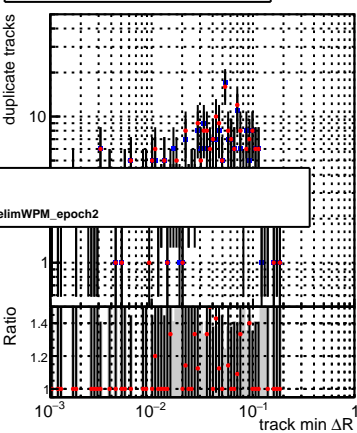 duplicate tracks
10
elimWPM_epoch2
1
Ratio
1.4
1.2
1
10−3 10−2 10−1 1
track min ΔR